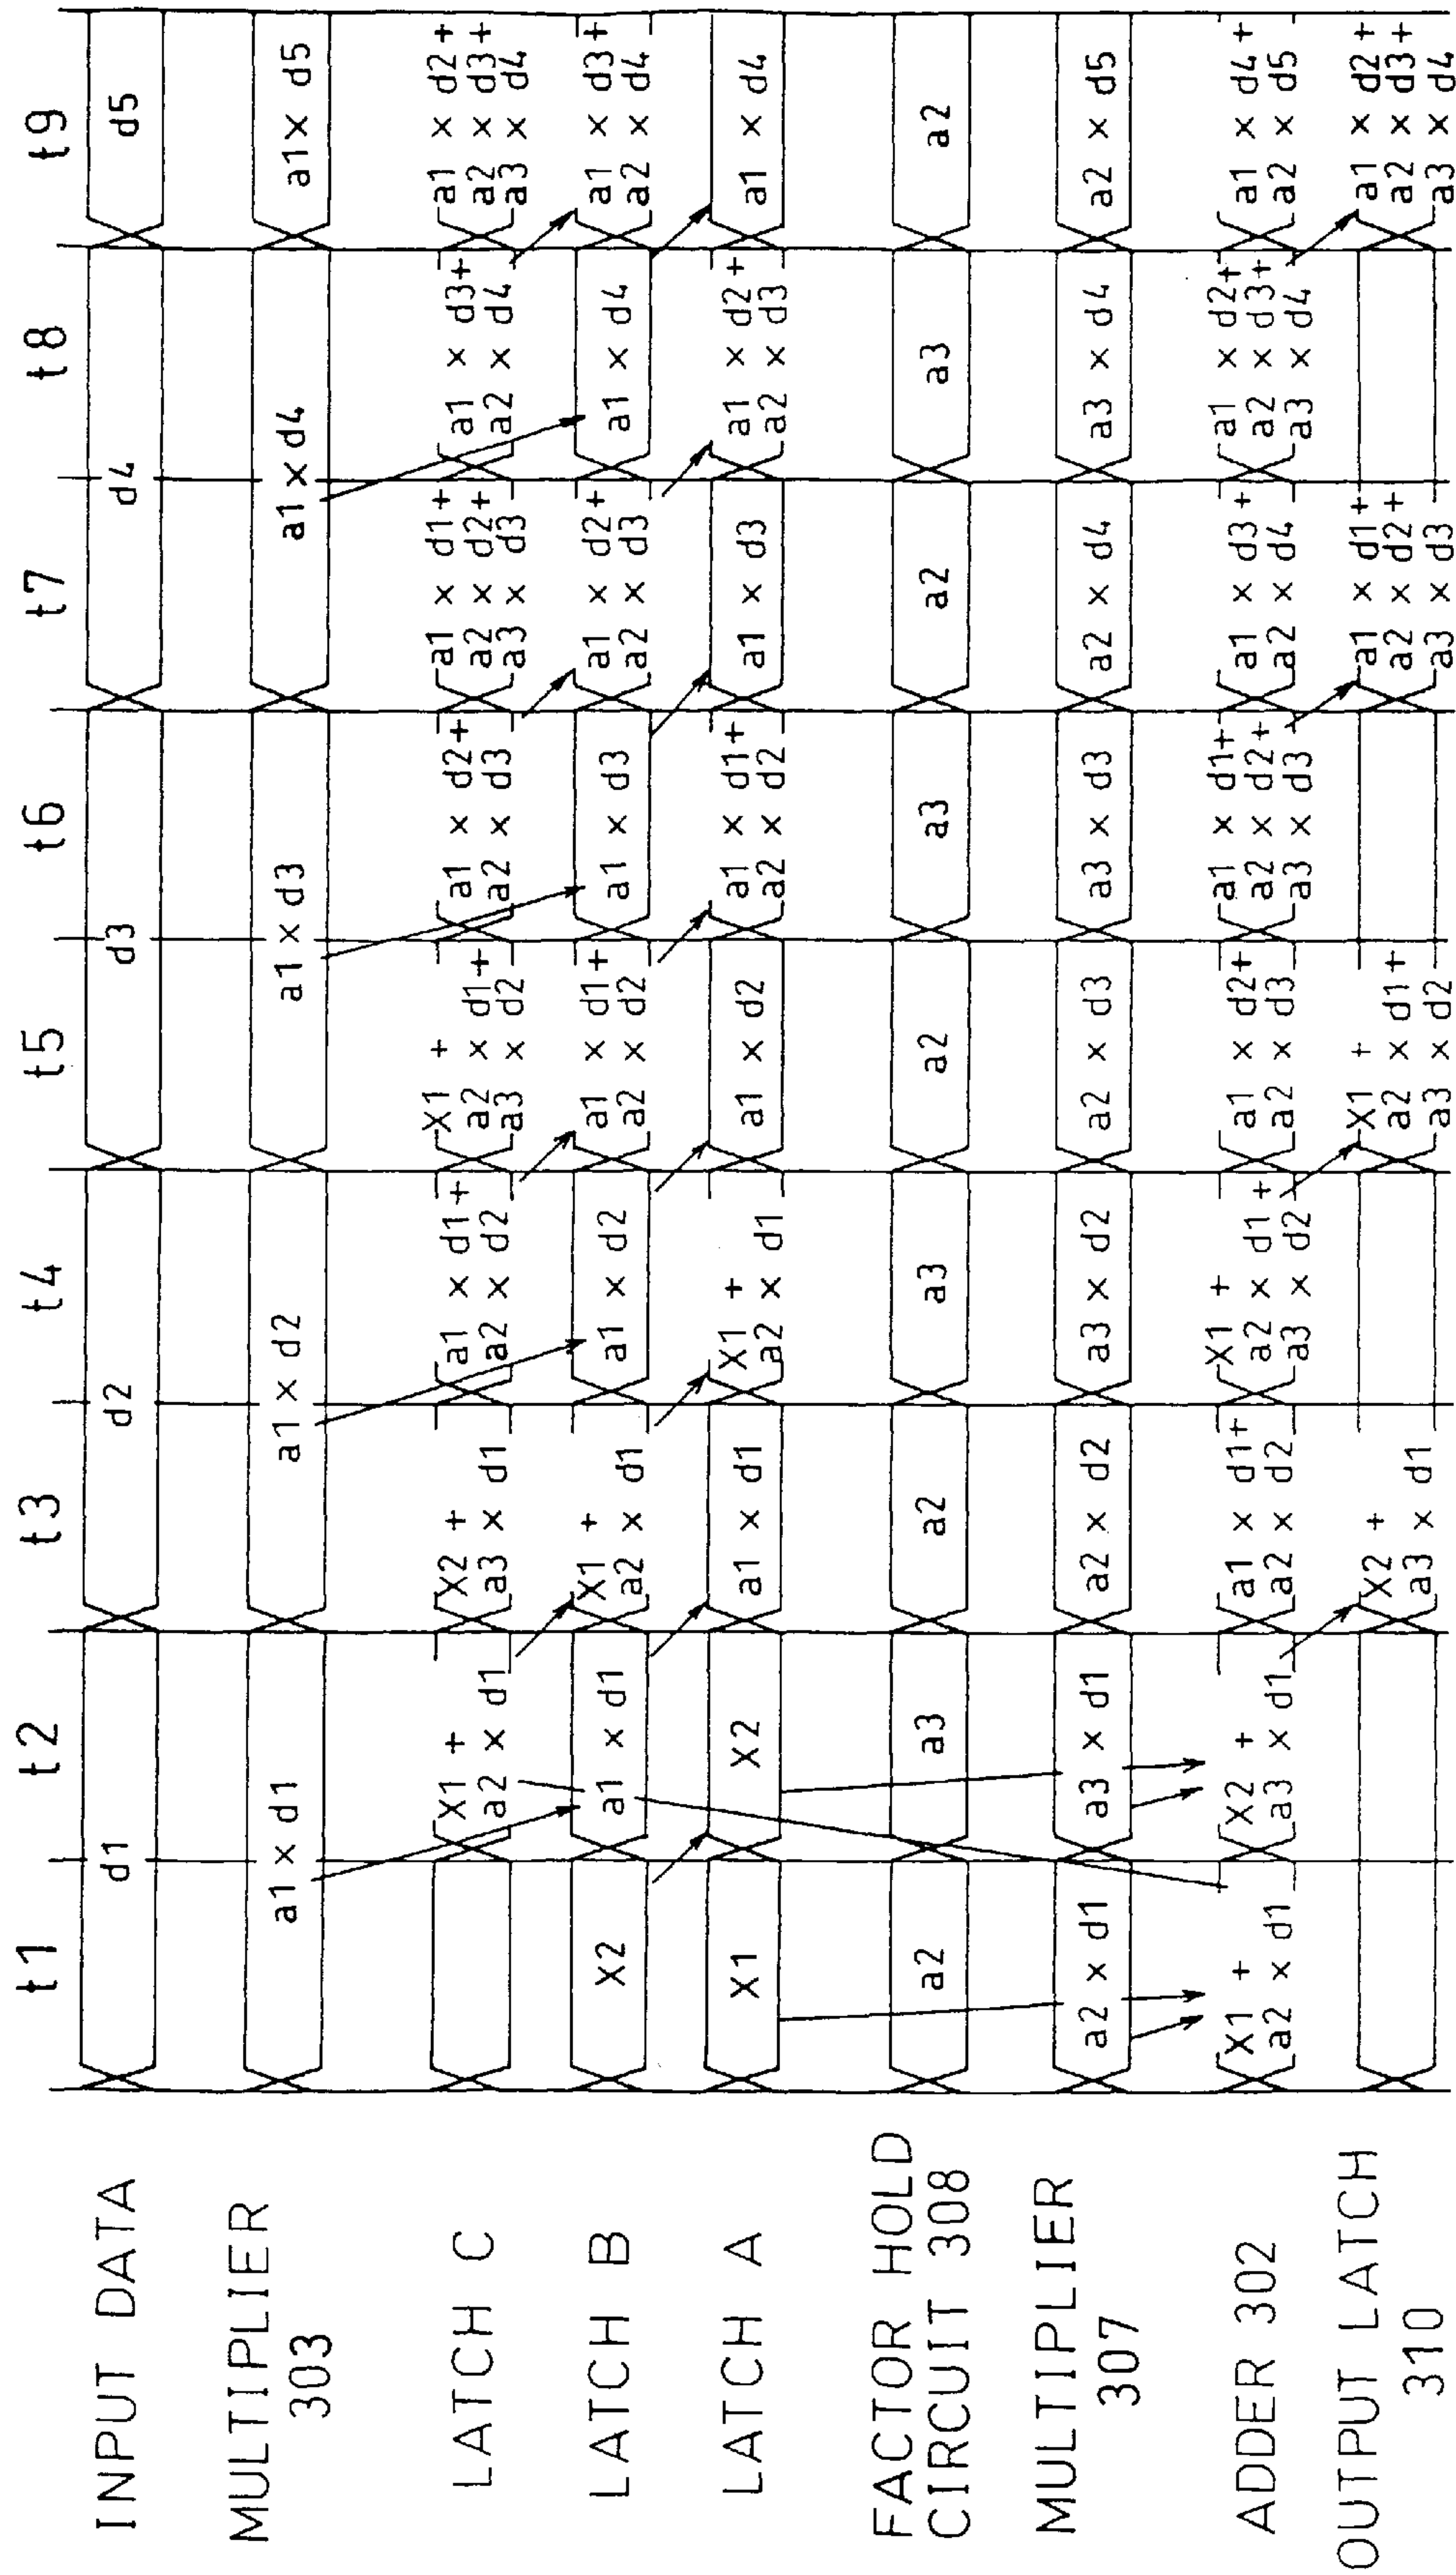 t1 t2 t3 t4 t5 t6 t7 t8 t9
INPUT DATA
d1 d2 d3 d4 d5
MULTIPLIER
303
a1 × d1 a1 × d2 a1 × d3 a1 × d4 a1 × d5
LATCH C
X1 +
a2 × d1
X2 +
a3 × d1
a1 × d1+
a2 × d2
X1 +
a2 × d1+
a3 × d2
a1 × d2+
a2 × d3
a1 × d1+
a2 × d2+
a3 × d3
a1 × d3+
a2 × d4
a1 × d2+
a2 × d3+
a3 × d4
LATCH B
X2
a1 × d1
X1 +
a2 × d1
a1 × d2
a1 × d1+
a2 × d2
a1 × d3
a1 × d2+
a2 × d3
a1 × d4
a1 × d3+
a2 × d4
LATCH A
X1
X2
a1 × d1
X1 +
a2 × d1
a1 × d2
a1 × d1+
a2 × d2
a1 × d3
a1 × d2+
a2 × d3
a1 × d4
FACTOR HOLD
CIRCUIT 308
a2 a3 a2 a3 a2 a3 a2 a3 a2
MULTIPLIER
307
a2 × d1 a3 × d1 a2 × d2 a3 × d2 a2 × d3 a3 × d3 a2 × d4 a3 × d4 a2 × d5
ADDER 302
X1 +
a2 × d1
X2 +
a3 × d1
a1 × d1+
a2 × d2
X1 +
a2 × d1+
a3 × d2
a1 × d2+
a2 × d3
a1 × d1+
a2 × d2+
a3 × d3
a1 × d3+
a2 × d4
a1 × d2+
a2 × d3+
a3 × d4
a1 × d4+
a2 × d5
OUTPUT LATCH
310
X2 +
a3 × d1
X1 +
a2 × d1+
a3 × d2
a1 × d1+
a2 × d2+
a3 × d3
a1 × d2+
a2 × d3+
a3 × d4